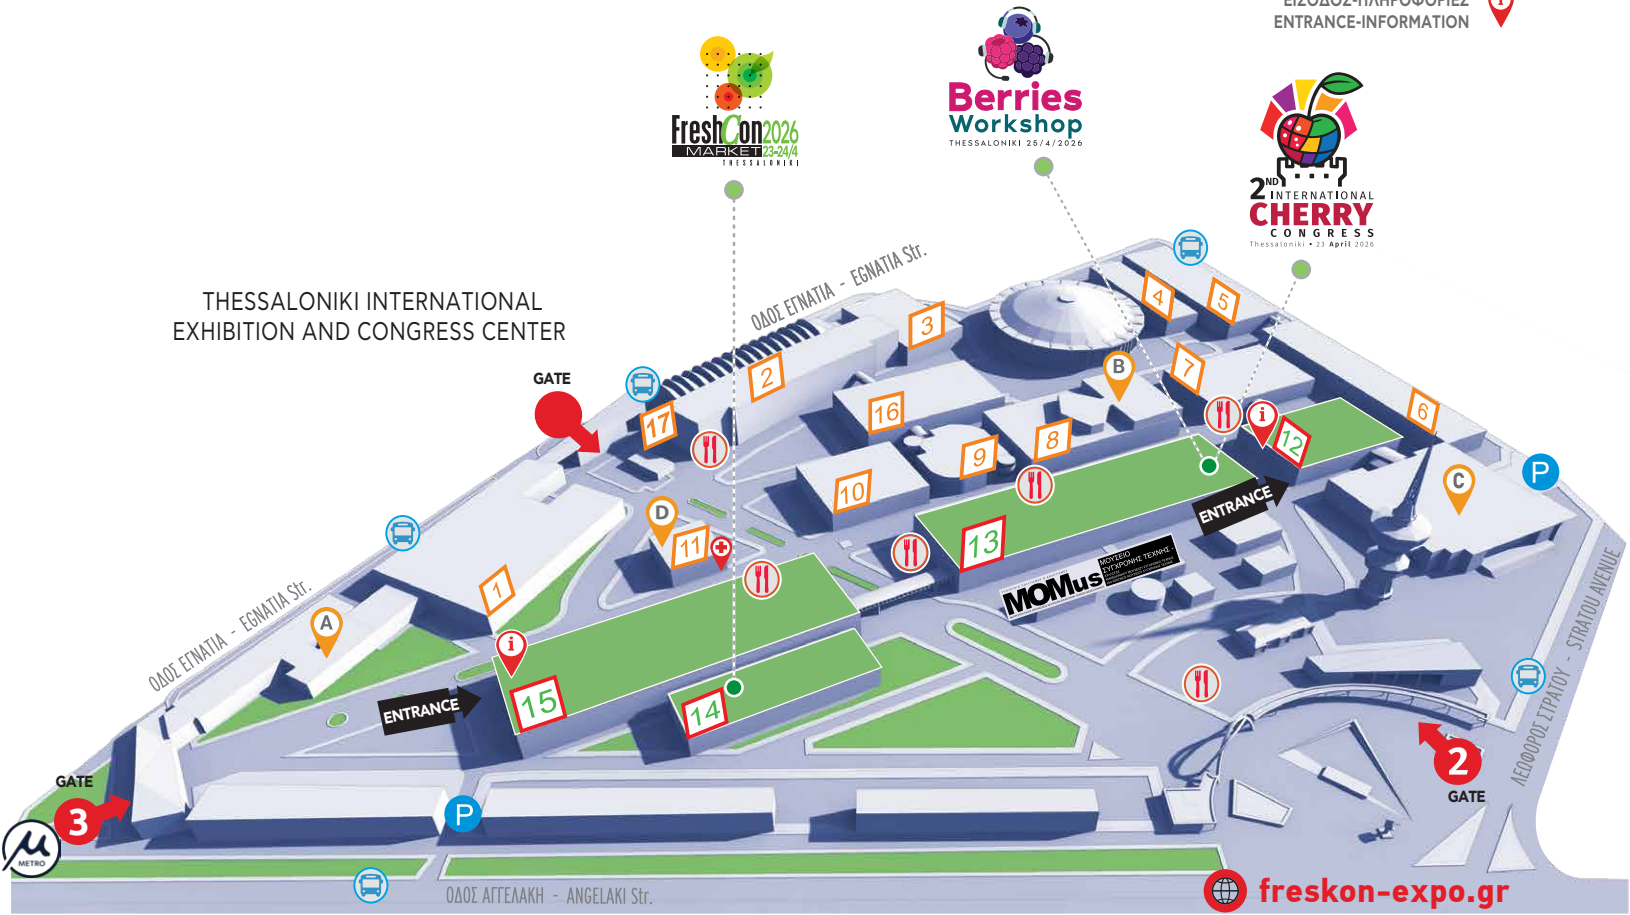 ΕΙΣΟΔΟΣ-ΠΛΗΡΟΦΟΡΙΕΣ
ENTRANCE-INFORMATION
i
FreshCon2026
MARKET 23-24/4
THESSALONIKI
Berries
Workshop
THESSALONIKI 25/4/2026
2ND INTERNATIONAL
CHERRY
CONGRESS
Thessaloniki • 23 April 2026
THESSALONIKI INTERNATIONAL
EXHIBITION AND CONGRESS CENTER
ΟΔΟΣ ΕΓΝΑΤΙΑ - EGNATIA Str.
GATE
4
5
3
2
B
7
17
16
6
i
12
8
9
C
P
10
ENTRANCE
D
11
13
ΜΟΥΣΕΙΟ
ΣΥΓΧΡΟΝΗΣ ΤΕΧΝΗΣ -
MOMus
1
ΟΔΟΣ ΕΓΝΑΤΙΑ - EGNATIA Str.
A
i
15
14
ENTRANCE
ΛΕΩΦΟΡΟΣ ΣΤΡΑΤΟΥ - STRATOU AVENUE
2
GATE
GATE
3
P
METRO
ΟΔΟΣ ΑΓΓΕΛΑΚΗ - ANGELAKI Str.
freskon-expo.gr